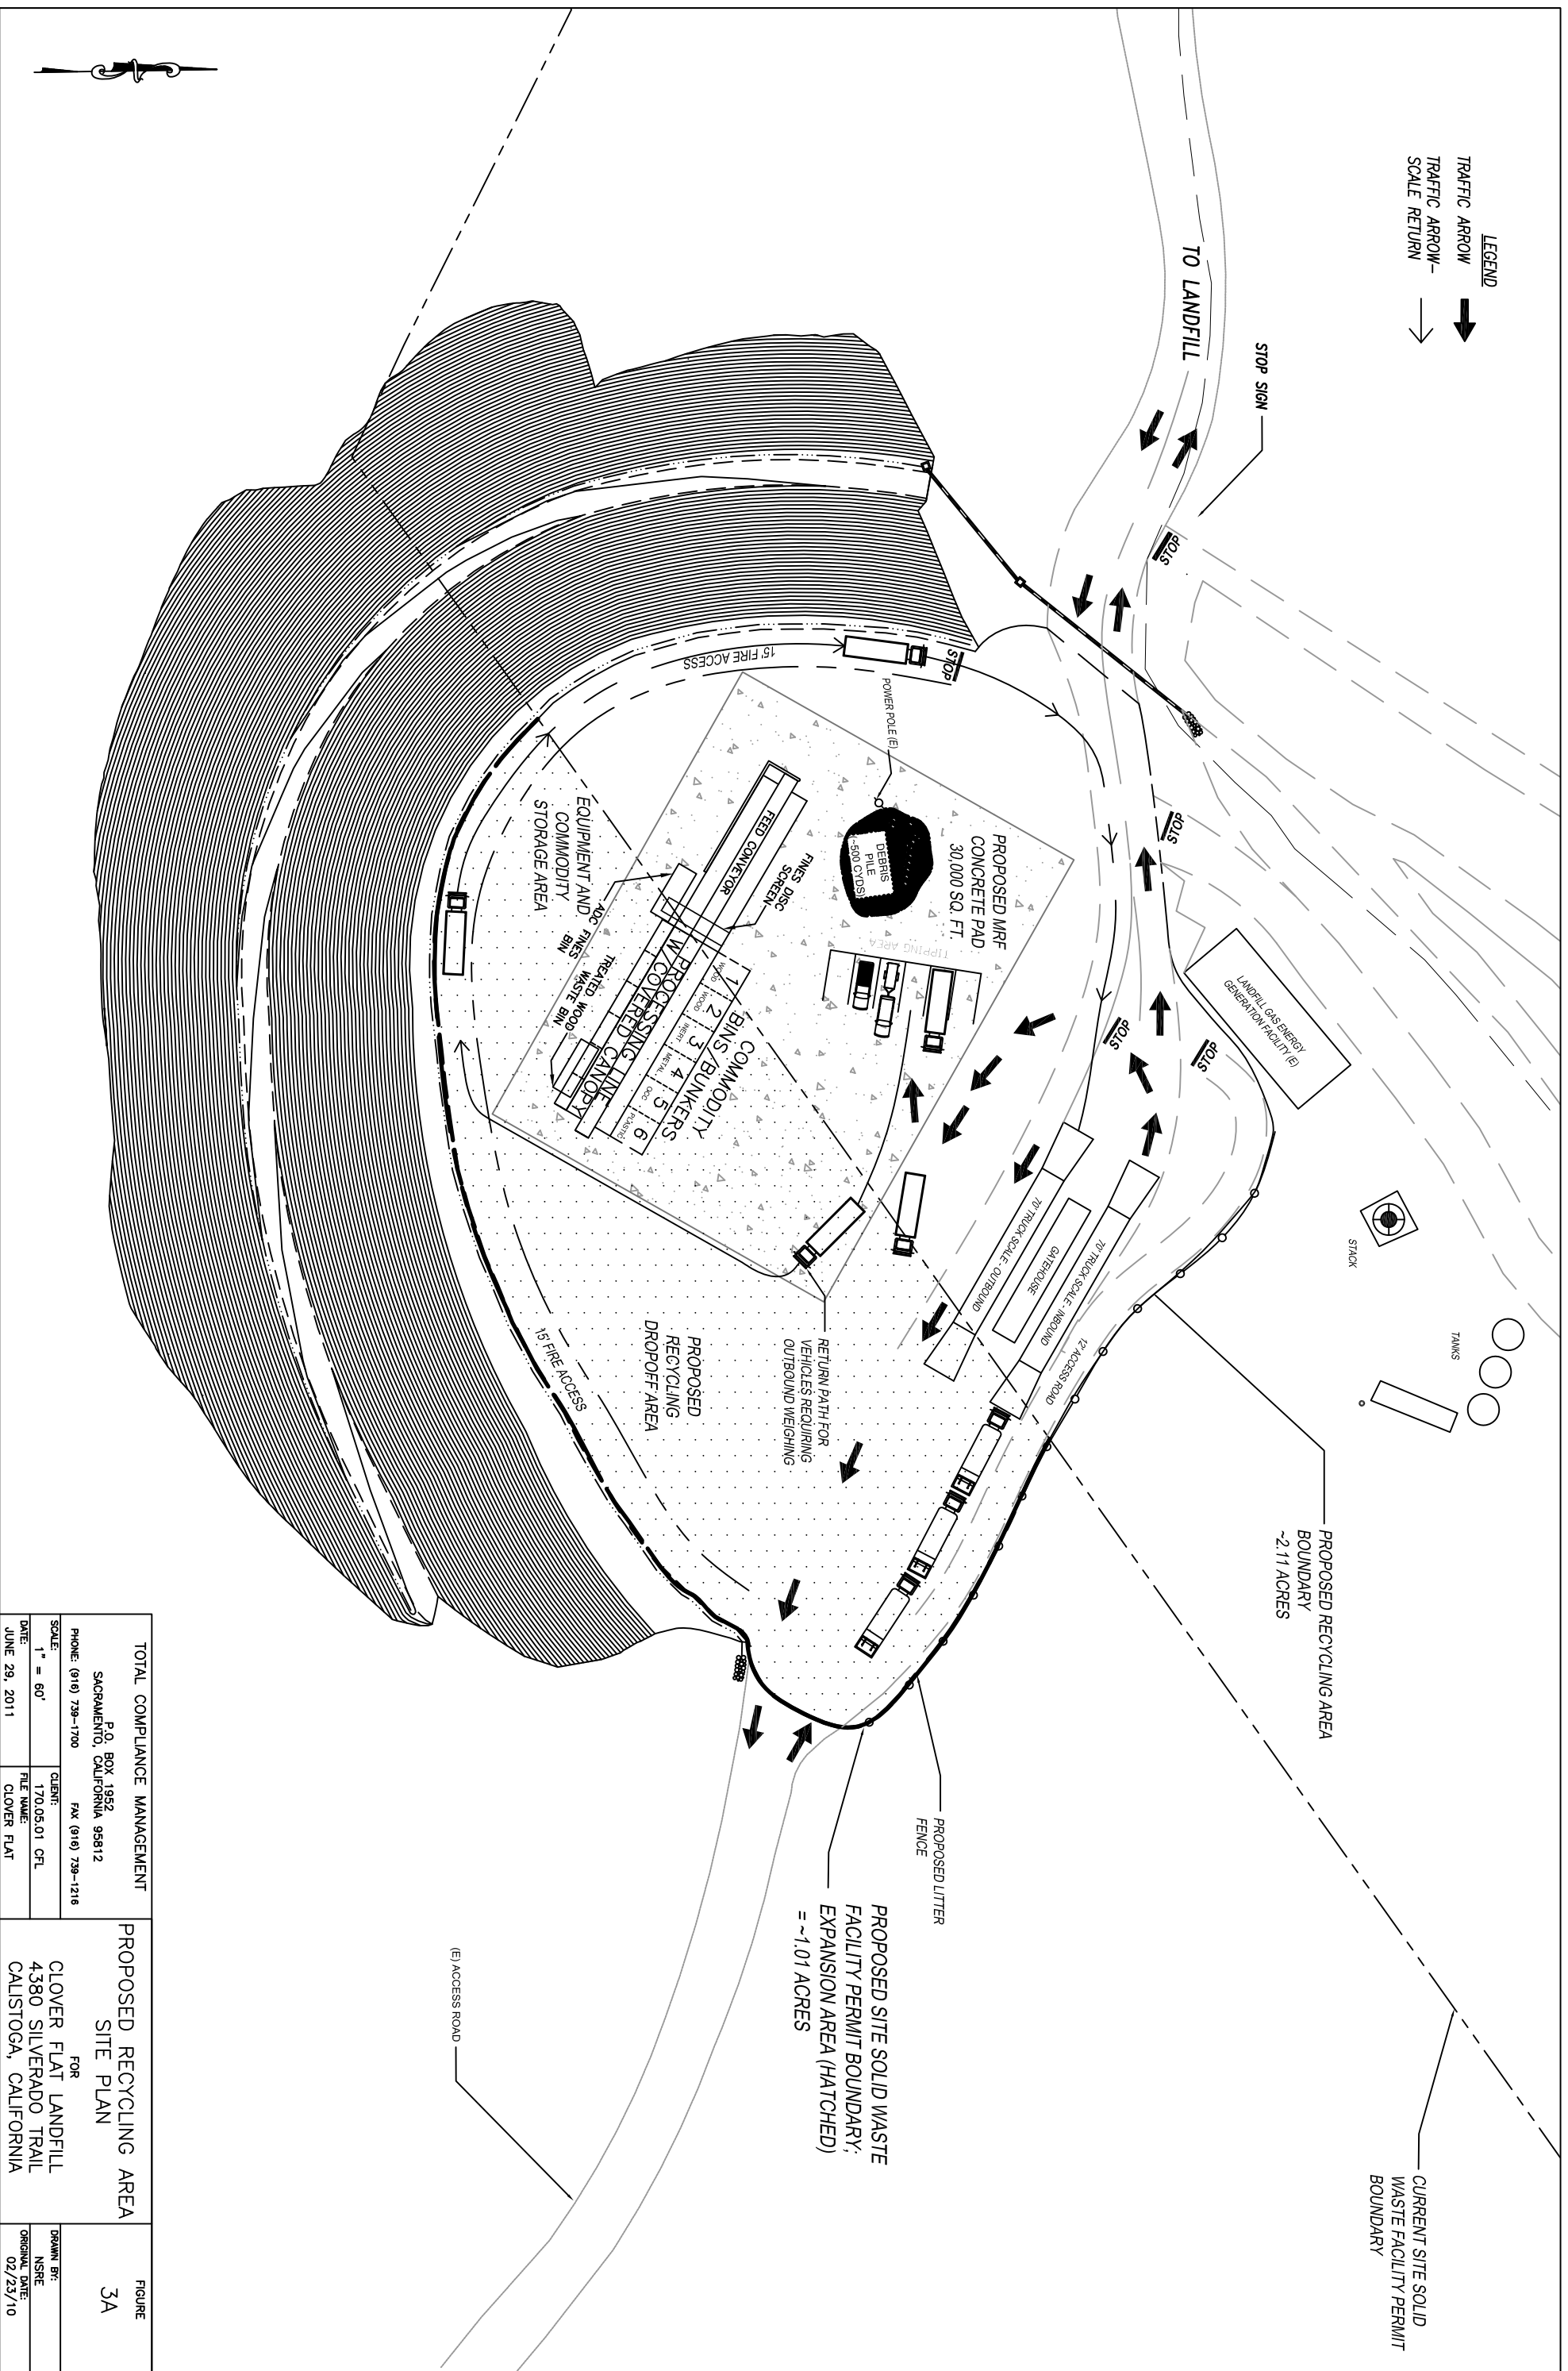 LEGEND
TRAFFIC ARROW
TRAFFIC ARROW-
SCALE RETURN
TO LANDFILL
STOP SIGN
STOP
STOP
STOP
STOP
STOP
15' FIRE ACCESS
POWER POLE (E)
PROPOSED MRF
CONCRETE PAD
30,000 SQ. FT.
DEBRIS
PILE
(~500 CYDS)
TIPPING AREA
FINES DISC
SCREEN
FEED CONVEYOR
EQUIPMENT AND
COMMODITY
STORAGE AREA
ADC FINES
BIN
TREATED WOOD
WASTE BIN
PROCESSING LINE
W/COVERED CANOPY
COMMODITY
BINS/BUNKERS
1 WOOD
2 WOOD
3 INERT
4 METAL
5 OCC
6 PLASTIC
LANDFILL GAS ENERGY
GENERATION FACILITY (E)
STACK
TANKS
70' TRUCK SCALE - OUTBOUND
GATEHOUSE
70' TRUCK SCALE - INBOUND
12' ACCESS ROAD
RETURN PATH FOR
VEHICLES REQUIRING
OUTBOUND WEIGHING
PROPOSED
RECYCLING
DROPOFF AREA
15' FIRE ACCESS
PROPOSED RECYCLING AREA
BOUNDARY
~2.11 ACRES
PROPOSED LITTER
FENCE
PROPOSED SITE SOLID WASTE
FACILITY PERMIT BOUNDARY;
EXPANSION AREA (HATCHED)
= ~1.01 ACRES
CURRENT SITE SOLID
WASTE FACILITY PERMIT
BOUNDARY
(E) ACCESS ROAD
TOTAL COMPLIANCE MANAGEMENT
P.O. BOX 1952
SACRAMENTO, CALIFORNIA 95812
PHONE: (916) 739-1700 FAX (916) 739-1216
SCALE:
1" = 60'
CLIENT:
170.05.01 CFL
DATE:
JUNE 29, 2011
FILE NAME:
CLOVER FLAT
PROPOSED RECYCLING AREA
SITE PLAN
FOR
CLOVER FLAT LANDFILL
4380 SILVERADO TRAIL
CALISTOGA, CALIFORNIA
FIGURE
3A
DRAWN BY:
NSRE
ORIGINAL DATE:
02/23/10